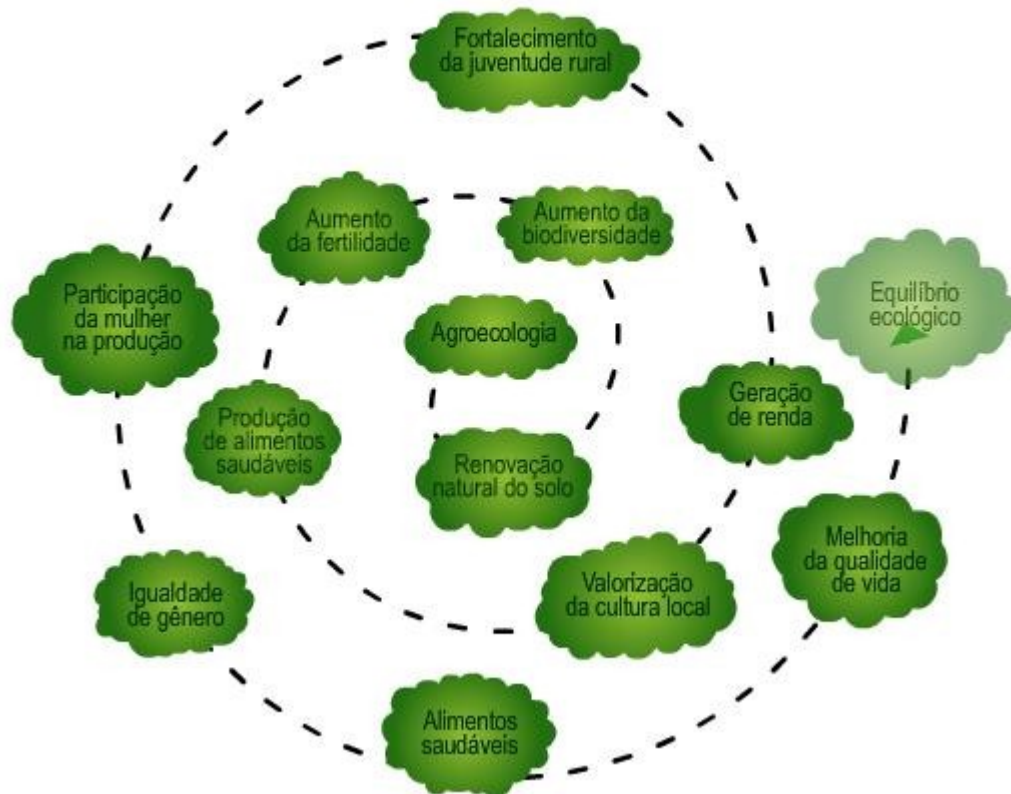 Fortalecimento
da juventude rural
Aumento
da fertilidade
Aumento da
biodiversidade
Participação
da mulher
na produção
Equilíbrio
ecológico
Agroecologia
Geração
de renda
Produção
de alimentos
saudáveis
Renovação
natural do solo
Melhoria
da qualidade
de vida
Igualdade
de gênero
Valorização
da cultura local
Alimentos
saudáveis